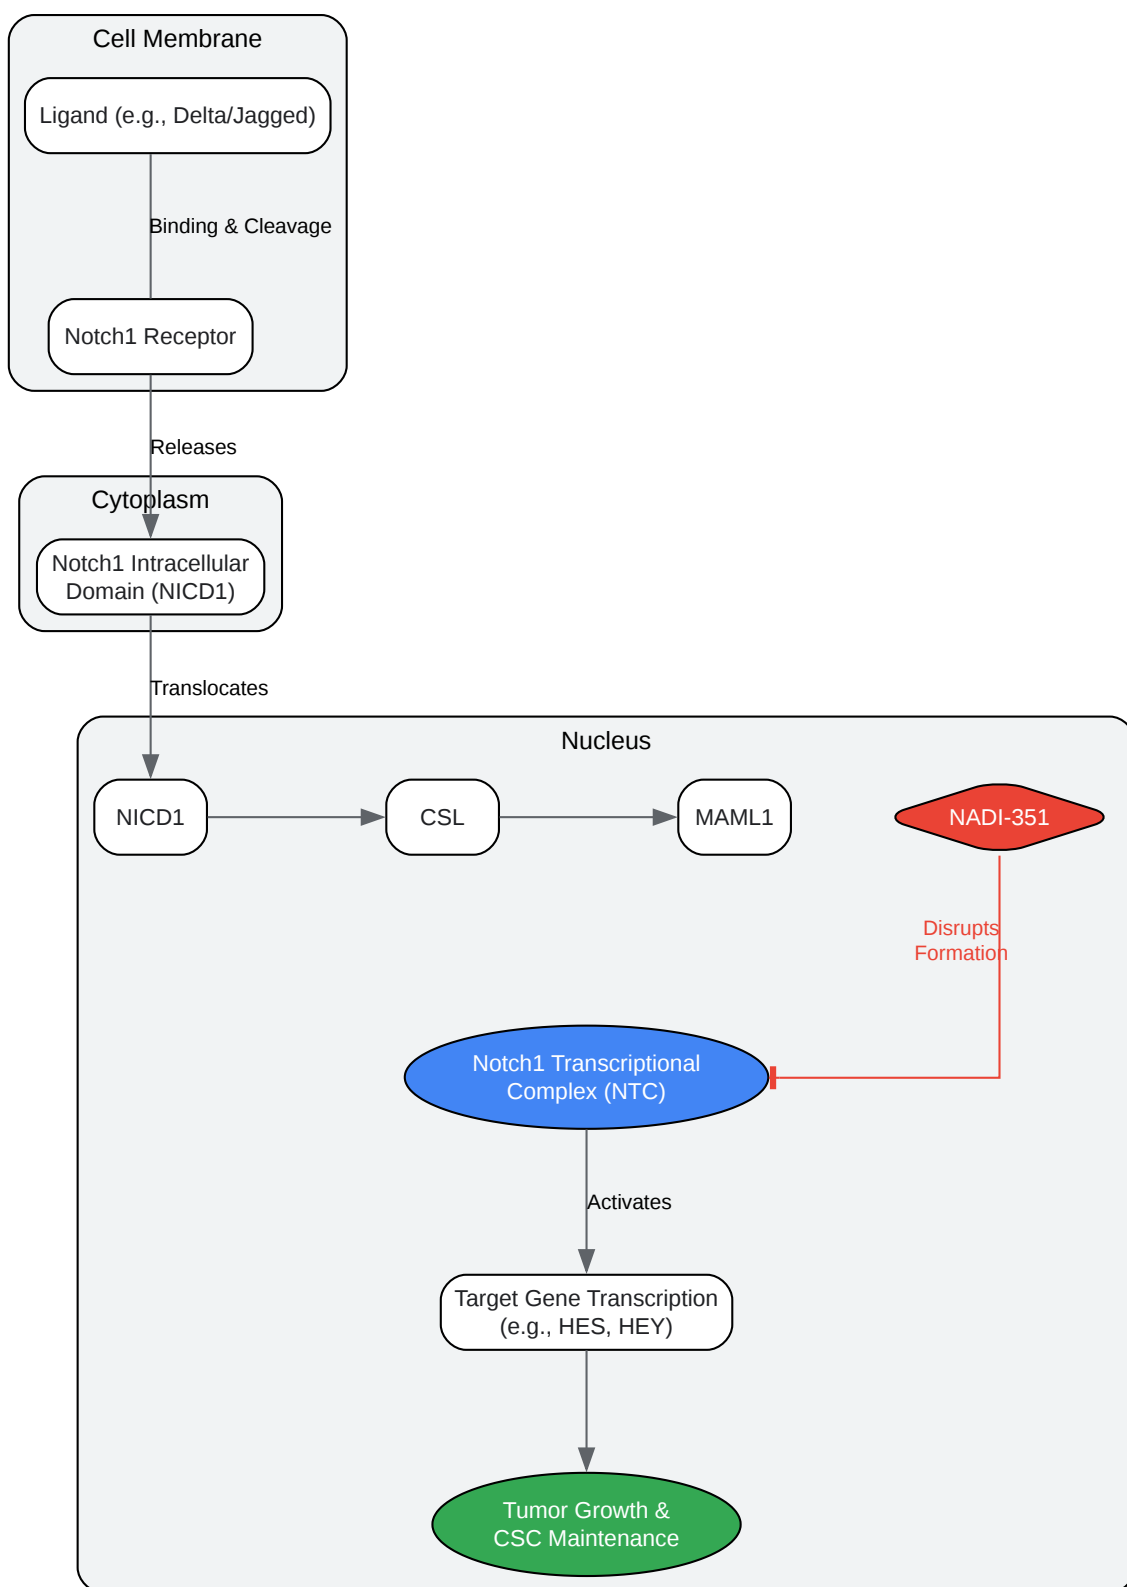 Cell Membrane
Ligand (e.g., Delta/Jagged)
Binding & Cleavage
Notch1 Receptor
Releases
Cytoplasm
Notch1 Intracellular
Domain (NICD1)
Translocates
Nucleus
NICD1
CSL
MAML1
NADI-351
Disrupts
Formation
Notch1 Transcriptional
Complex (NTC)
Activates
Target Gene Transcription
(e.g., HES, HEY)
Tumor Growth &
CSC Maintenance